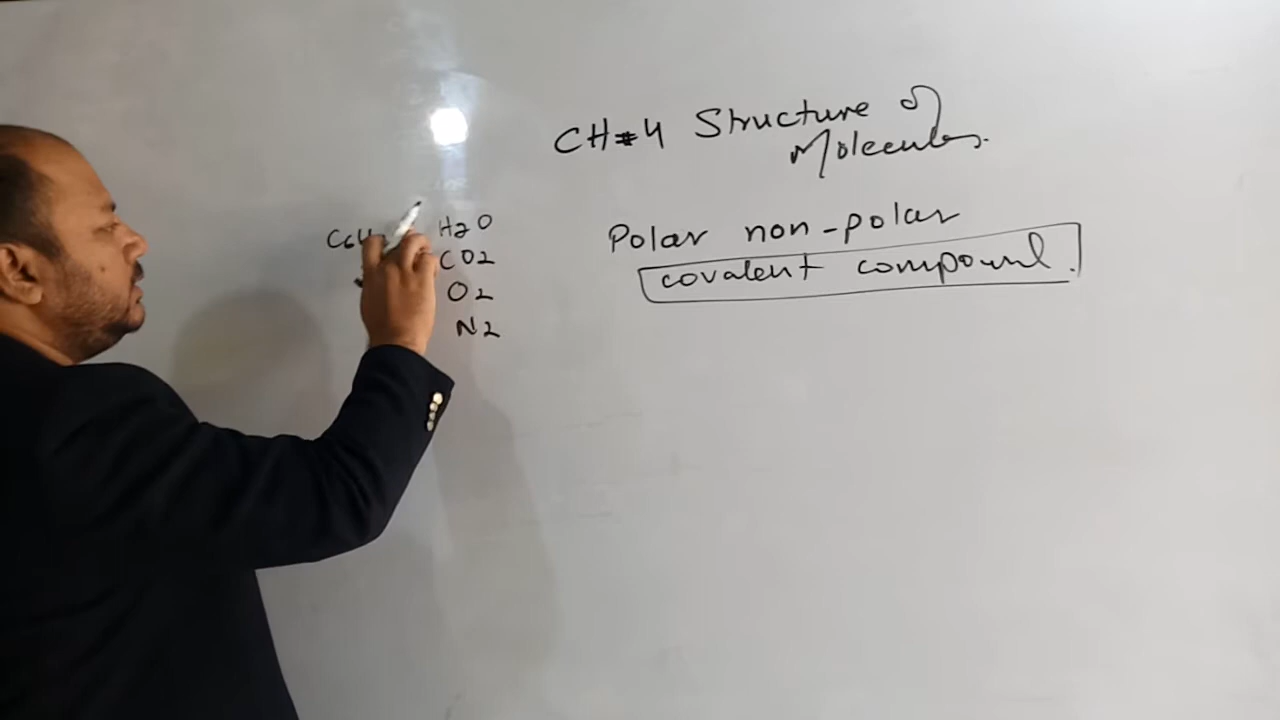 CH#4 Structure of
Molecules.
Polar non-polar
covalent compound.
H2O
CO2
O2
N2